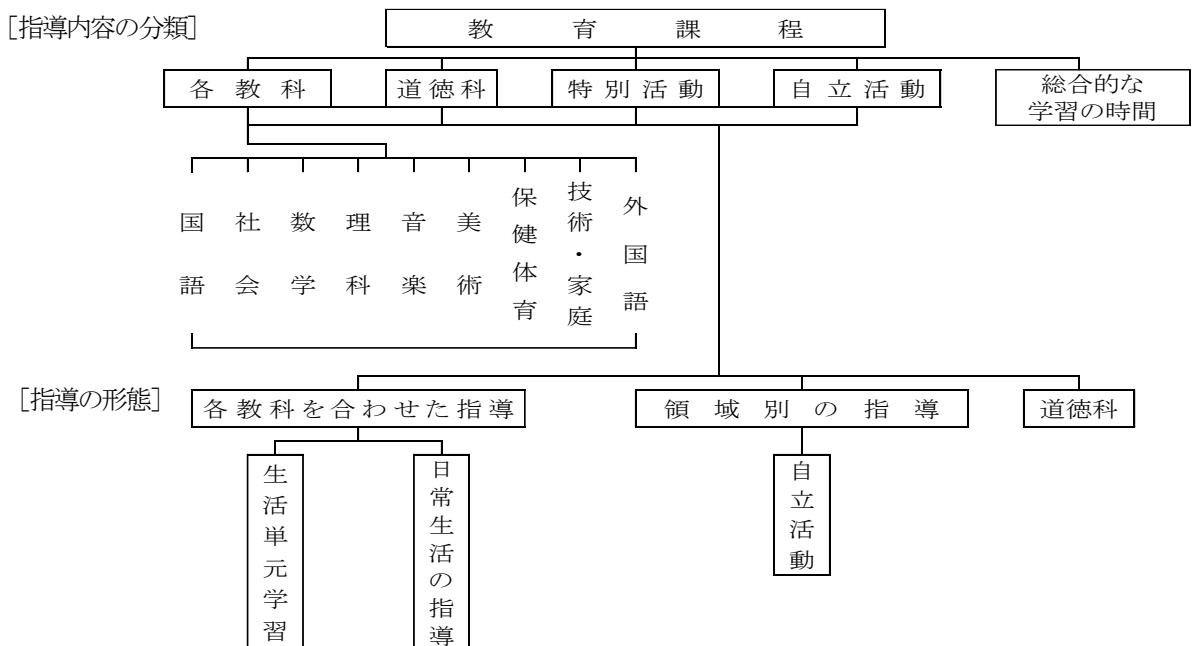 [指導内容の分類]
教育課程
各教科
道徳科
特別活動
自立活動
総合的な
学習の時間
国語
社会
数学
理科
音楽
美術
保健体育
技術・家庭
外国語
[指導の形態]
各教科を合わせた指導
領域別の指導
道徳科
生活単元学習
日常生活の指導
自立活動